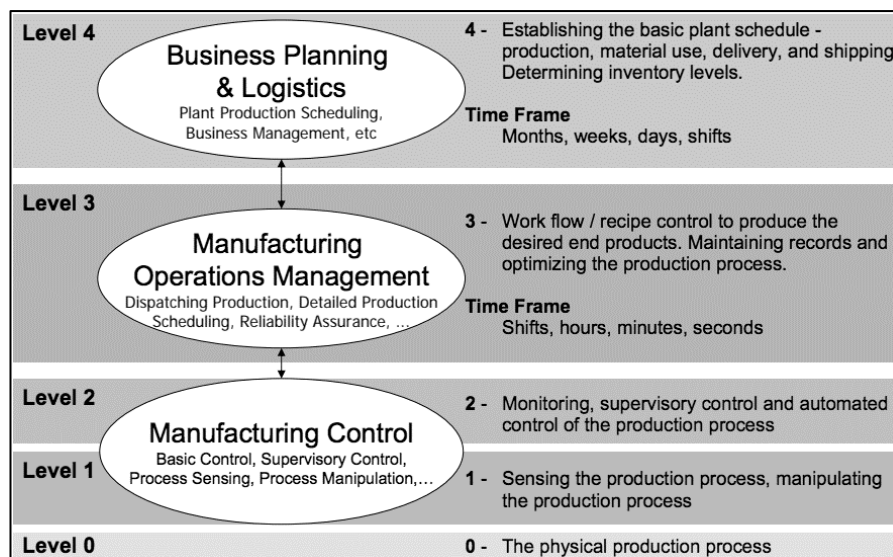 Level 4
Business Planning
& Logistics
Plant Production Scheduling,
Business Management, etc
4 - Establishing the basic plant schedule -
production, material use, delivery, and shipping.
Determining inventory levels.
Time Frame
Months, weeks, days, shifts
Level 3
Manufacturing
Operations Management
Dispatching Production, Detailed Production
Scheduling, Reliability Assurance, ...
3 - Work flow / recipe control to produce the
desired end products. Maintaining records and
optimizing the production process.
Time Frame
Shifts, hours, minutes, seconds
Level 2
Manufacturing Control
Basic Control, Supervisory Control,
Process Sensing, Process Manipulation,...
2 - Monitoring, supervisory control and automated
control of the production process
Level 1
1 - Sensing the production process, manipulating
the production process
Level 0
0 - The physical production process